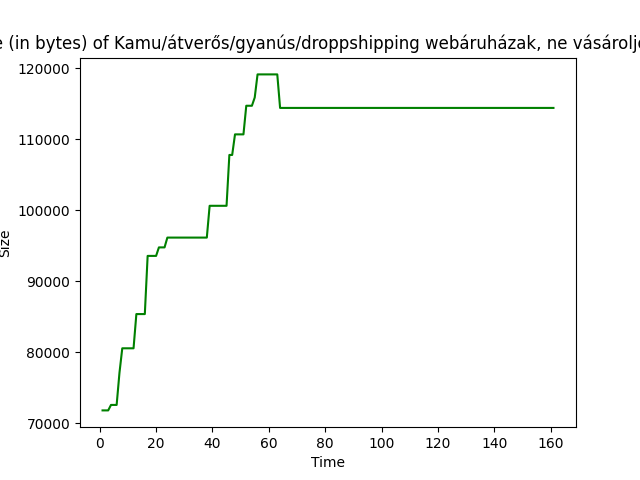 (in bytes) of Kamu/átverős/gyanús/droppshipping webáruházak, ne
120000
110000
100000
90000
80000
70000
Size
0 20 40 60 80 100 120 140 160
Time